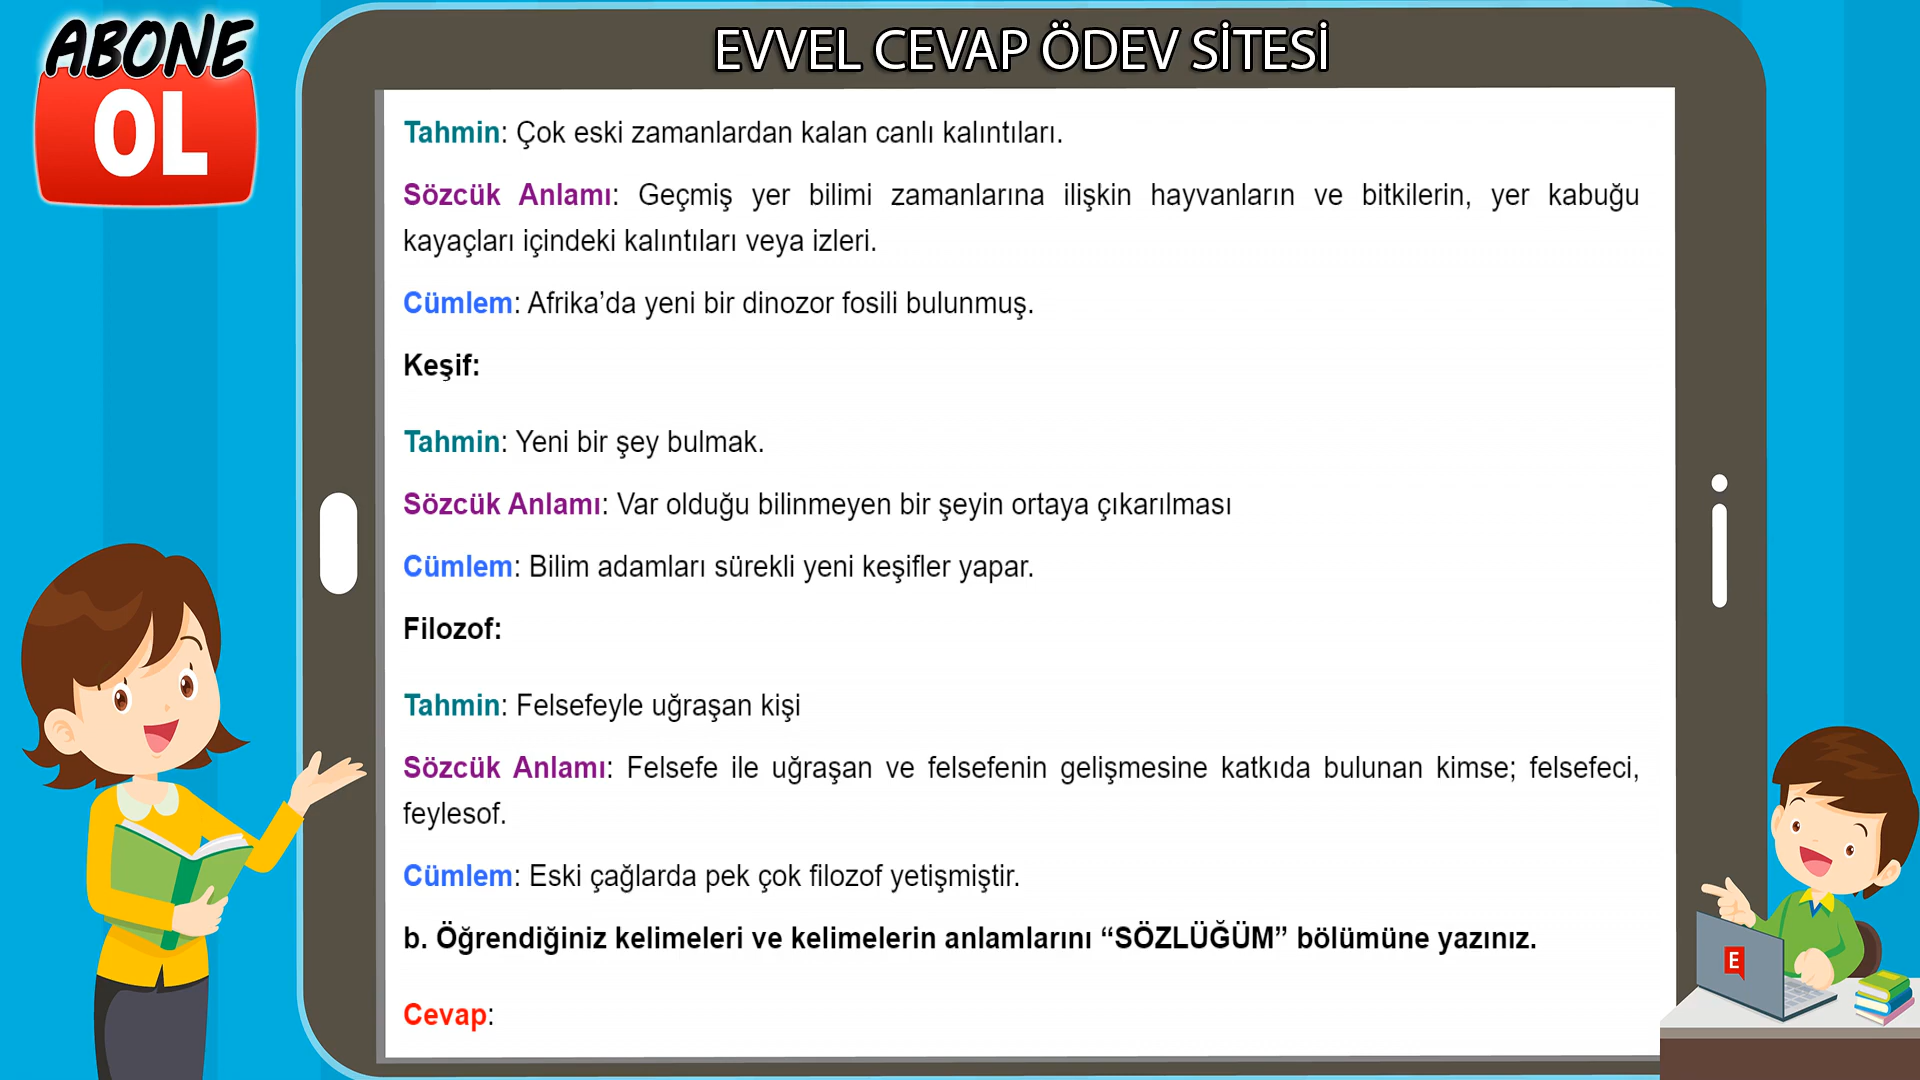 ABONE
OL
EVVEL CEVAP ÖDEV SİTESİ
Tahmin: Çok eski zamanlardan kalan canlı kalıntıları.
Sözcük Anlamı: Geçmiş yer bilimi zamanlarına ilişkin hayvanların ve bitkilerin, yer kabuğu
kayaçları içindeki kalıntıları veya izleri.
Cümlem: Afrika’da yeni bir dinozor fosili bulunmuş.
Keşif:
Tahmin: Yeni bir şey bulmak.
Sözcük Anlamı: Var olduğu bilinmeyen bir şeyin ortaya çıkarılması
Cümlem: Bilim adamları sürekli yeni keşifler yapar.
Filozof:
Tahmin: Felsefeyle uğraşan kişi
Sözcük Anlamı: Felsefe ile uğraşan ve felsefenin gelişmesine katkıda bulunan kimse; felsefeci,
feylesof.
Cümlem: Eski çağlarda pek çok filozof yetişmiştir.
b. Öğrendiğiniz kelimeleri ve kelimelerin anlamlarını “SÖZLÜĞÜM” bölümüne yazınız.
Cevap:
E